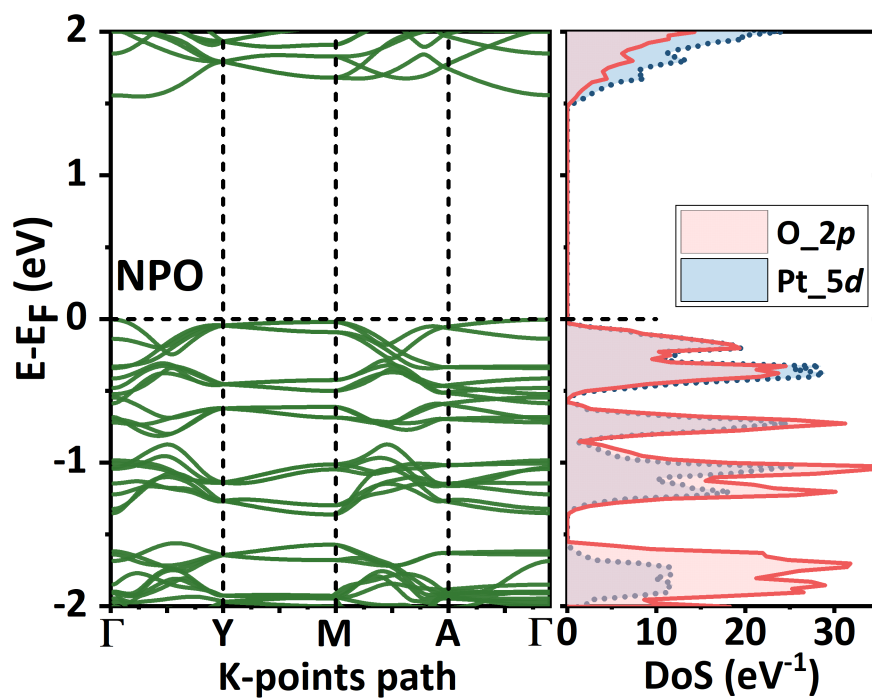 2
1
0
-1
-2
E-E_F (eV)
NPO
Γ Y M A Γ
K-points path
O_2p
Pt_5d
0 10 20 30
DoS (eV⁻¹)